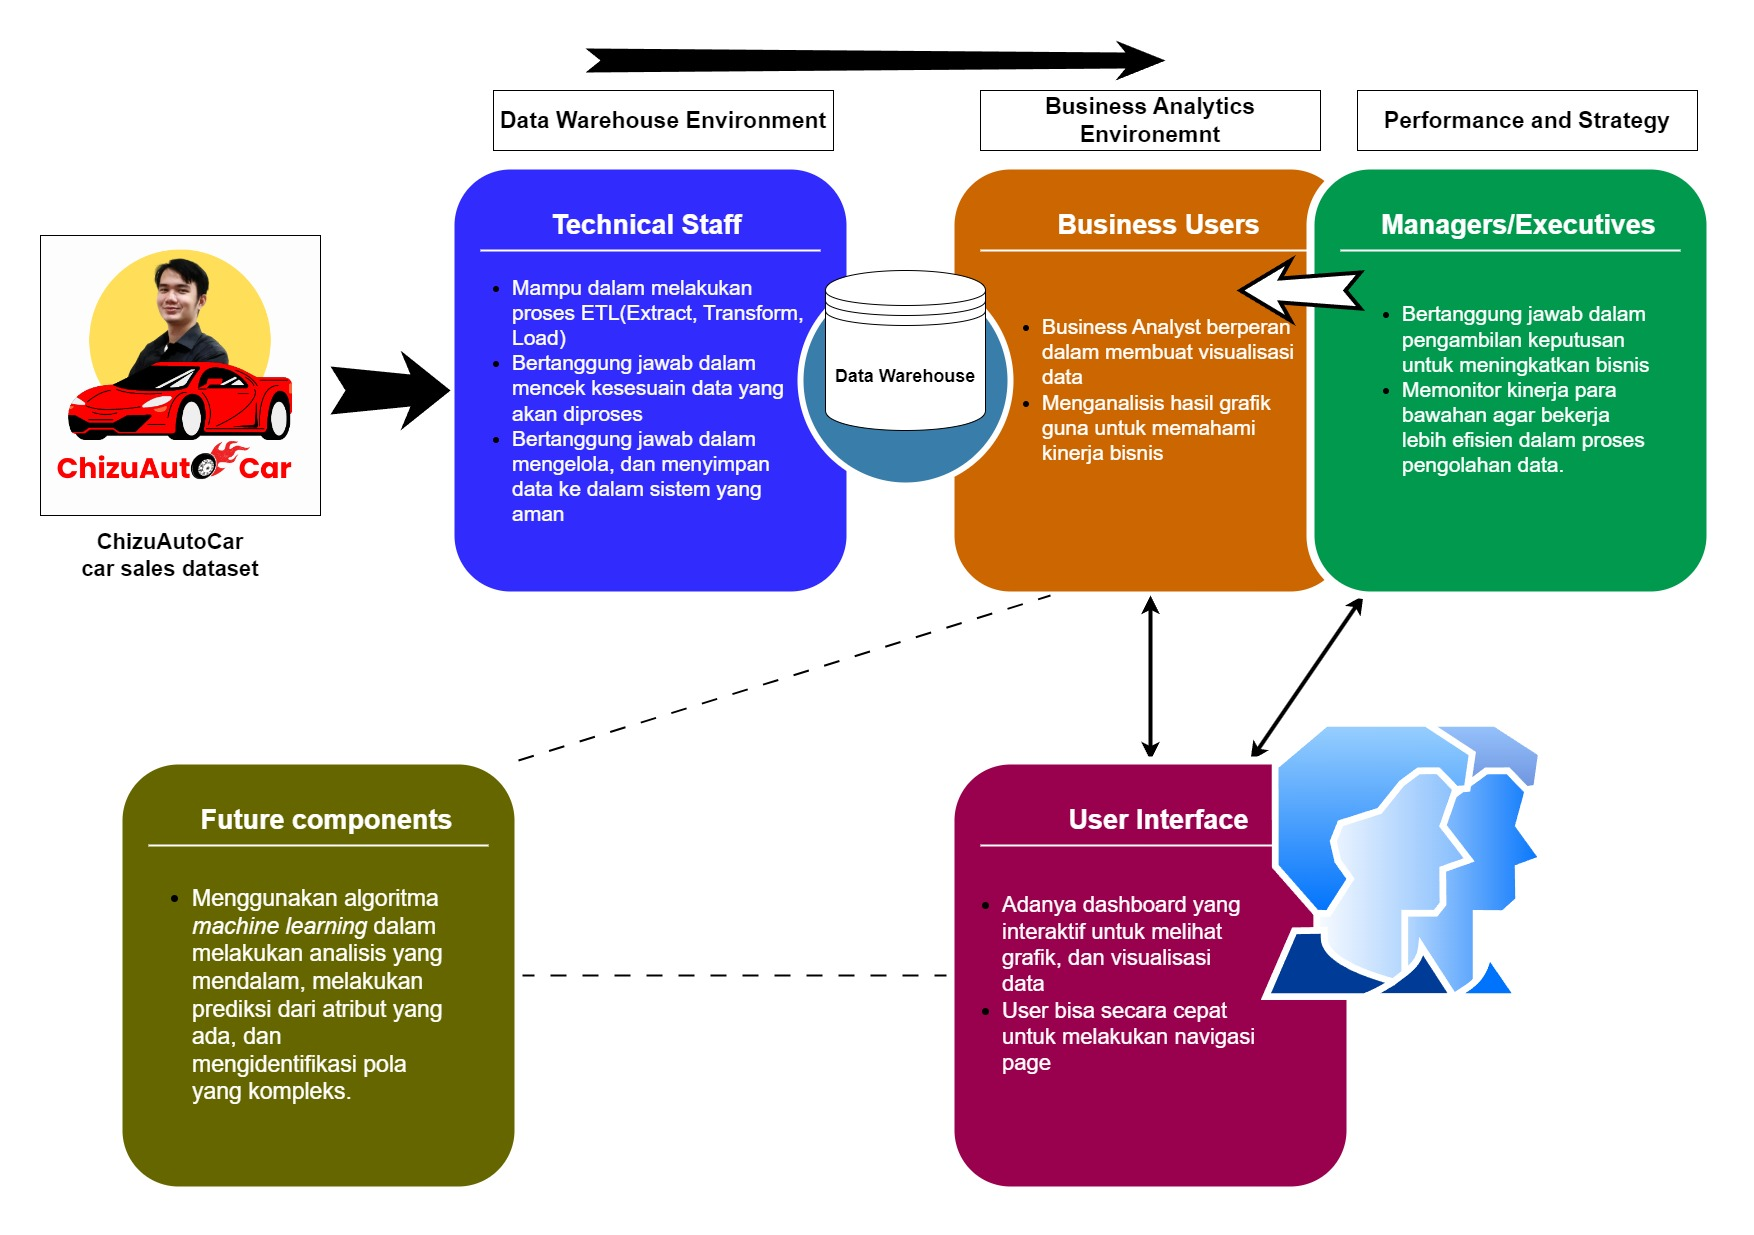 Data Warehouse Environment
Business Analytics
Environemnt
Performance and Strategy
ChizuAuto Car
ChizuAutoCar
car sales dataset
Technical Staff
Mampu dalam melakukan
proses ETL(Extract, Transform,
Load)
Bertanggung jawab dalam
mencek kesesuain data yang
akan diproses
Bertanggung jawab dalam
mengelola, dan menyimpan
data ke dalam sistem yang
aman
Data Warehouse
Business Users
Business Analyst berperan
dalam membuat visualisasi
data
Menganalisis hasil grafik
guna untuk memahami
kinerja bisnis
Managers/Executives
Bertanggung jawab dalam
pengambilan keputusan
untuk meningkatkan bisnis
Memonitor kinerja para
bawahan agar bekerja
lebih efisien dalam proses
pengolahan data.
Future components
Menggunakan algoritma
machine learning dalam
melakukan analisis yang
mendalam, melakukan
prediksi dari atribut yang
ada, dan
mengidentifikasi pola
yang kompleks.
User Interface
Adanya dashboard yang
interaktif untuk melihat
grafik, dan visualisasi
data
User bisa secara cepat
untuk melakukan navigasi
page